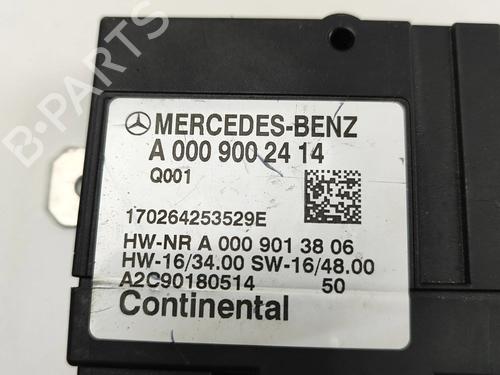 B-PARTS
MERCEDES-BENZ
A 000 900 24 14
Q001
170264253529E
HW-NR A 000 901 38 06
HW-16/34.00 SW-16/48.00
A2C90180514 50
Continental